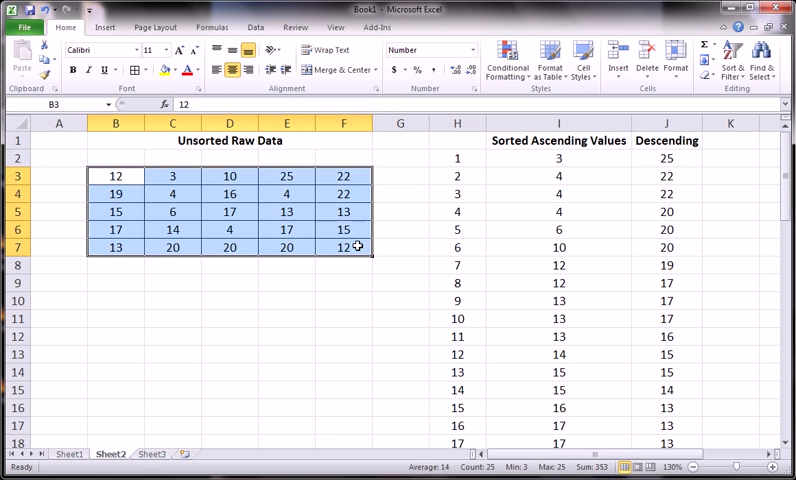 Book1 - Microsoft Excel
File Home Insert Page Layout Formulas Data Review View Add-Ins
Calibri 11 Wrap Text Number
Paste B I U Merge & Center $ % , Conditional Formatting Format as Table Cell Styles Insert Delete Format Sort & Filter Find & Select
Clipboard Font Alignment Number Styles Cells Editing
B3 fx 12
A B C D E F G H I J K
1 Unsorted Raw Data Sorted Ascending Values Descending
2 1 3 25
3 12 3 10 25 22 2 4 22
4 19 4 16 4 22 3 4 22
5 15 6 17 13 13 4 4 20
6 17 14 4 17 15 5 6 20
7 13 20 20 20 12 6 10 20
8 7 12 19
9 8 12 17
10 9 13 17
11 10 13 17
12 11 13 16
13 12 14 15
14 13 15 15
15 14 15 14
16 15 16 13
17 16 17 13
18 17 17 13
Sheet1 Sheet2 Sheet3
Ready Average: 14 Count: 25 Min: 3 Max: 25 Sum: 353 130%